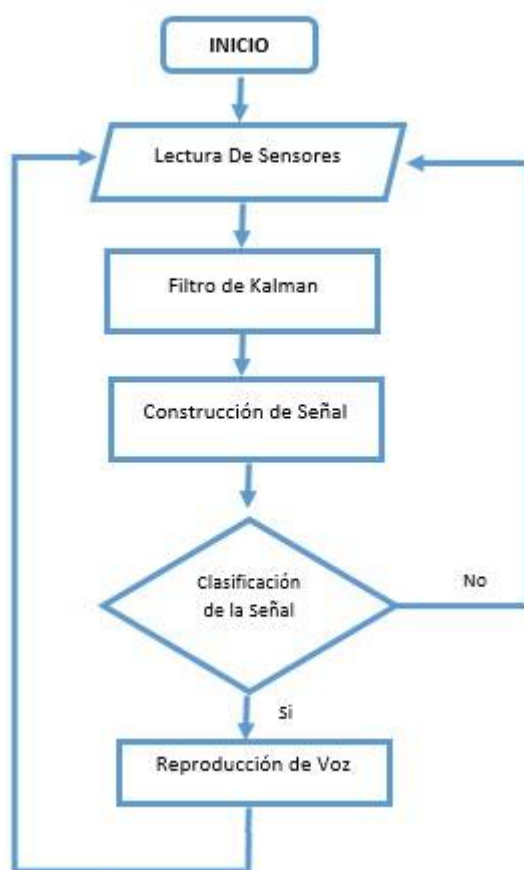 INICIO
Lectura De Sensores
Filtro de Kalman
Construcción de Señal
Clasificación
de la Señal
No
Si
Reproducción de Voz